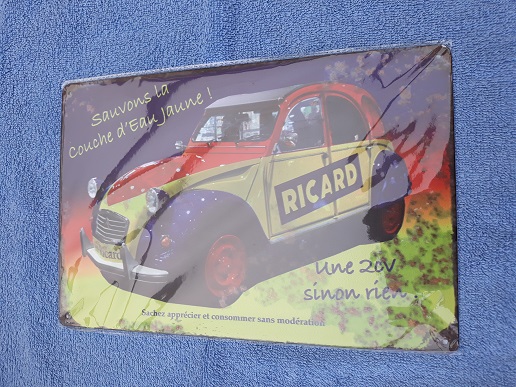 Sauvons la
Couche d'Eau Jaune !
RICARD
Une 2cV
sinon rien...
Sachez apprécier et consommer sans modération